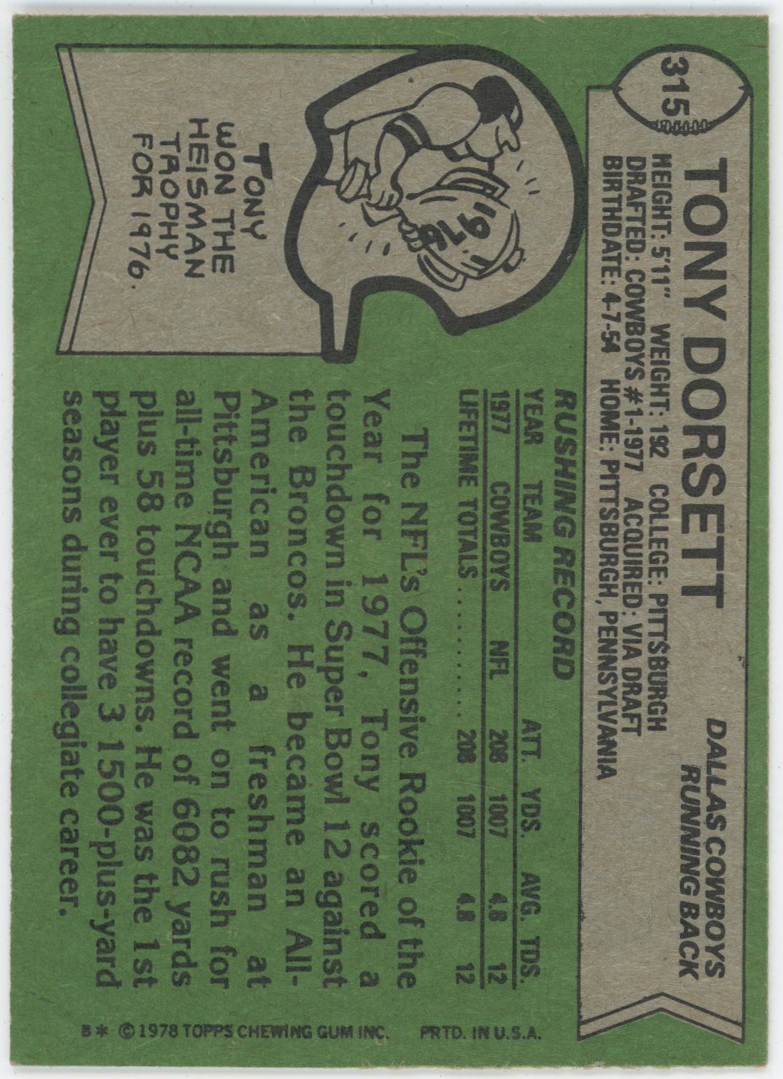 315
TONY DORSETT
DALLAS COWBOYS
RUNNING BACK
HEIGHT: 5'11" WEIGHT: 192 COLLEGE: PITTSBURGH
DRAFTED: COWBOYS #1-1977 ACQUIRED: VIA DRAFT
BIRTHDATE: 4-7-54 HOME: PITTSBURGH, PENNSYLVANIA
1976
TONY
WON THE
HEISMAN
TROPHY
FOR 1976.
RUSHING RECORD
YEAR TEAM ATT. YDS. AVG. TDS.
1977 COWBOYS NFL 208 1007 4.8 12
LIFETIME TOTALS .......... 208 1007 4.8 12
The NFL's Offensive Rookie of the
Year for 1977, Tony scored a
touchdown in Super Bowl 12 against
the Broncos. He became an All-
American as a freshman at
Pittsburgh and went on to rush for
all-time NCAA record of 6082 yards
plus 58 touchdowns. He was the 1st
player ever to have 3 1500-plus-yard
seasons during collegiate career.
B* © 1978 TOPPS CHEWING GUM INC. PRTD. IN U.S.A.